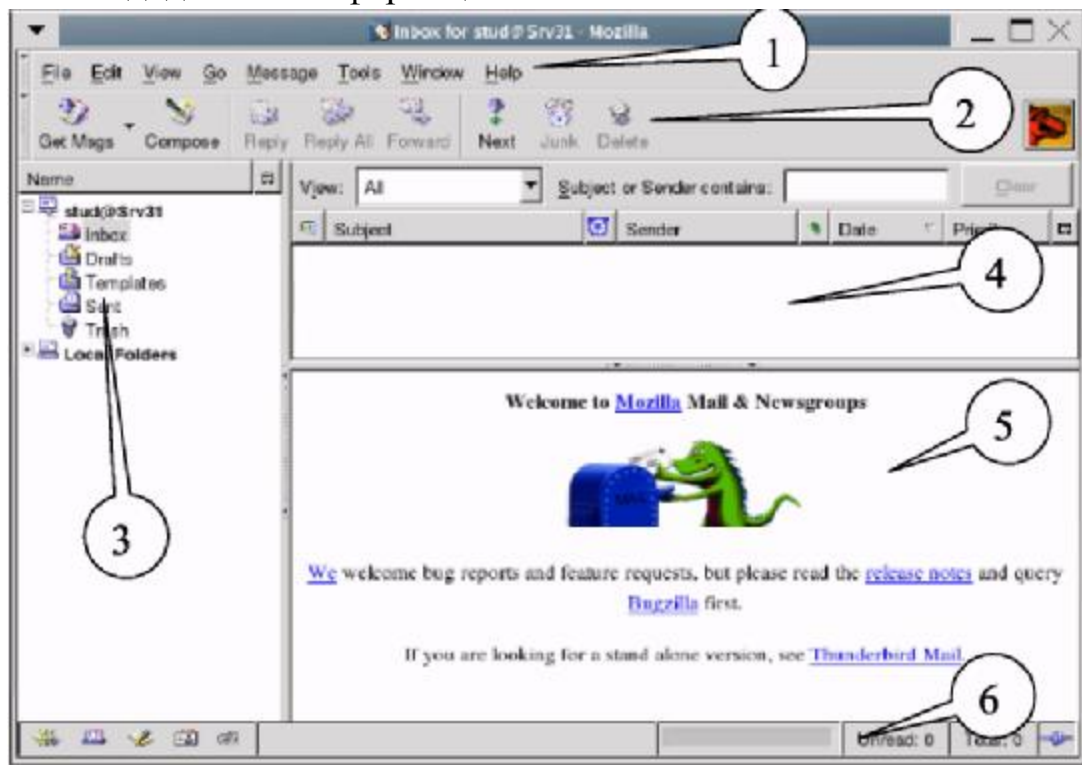 Inbox for stud@Srv31 - Mozilla
1
File Edit View Go Message Tools Window Help
2
Get Msgs Compose Reply Reply All Forward Next Junk Delete
Name
View: All Subject or Sender contains: Clear
stud@Srv31
Subject Sender Date
Inbox
Drafts
Templates
4
Sent
Trash
Local Folders
Welcome to Mozilla Mail & Newsgroups
5
3
MAIL
We welcome bug reports and feature requests, but please read the release notes and query
Bugzilla first.
If you are looking for a stand alone version, see Thunderbird Mail.
6
Unread: 0 Total: 0